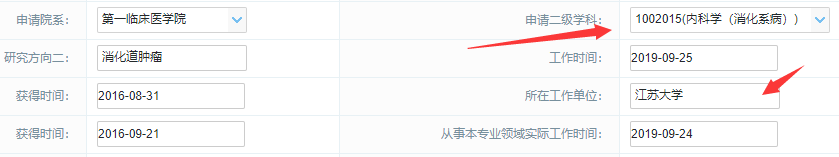 申请院系: 第一临床医学院 申请二级学科: 1002015(内科学（消化系病）)
研究方向二: 消化道肿瘤 工作时间: 2019-09-25
获得时间: 2016-08-31 所在工作单位: 江苏大学
获得时间: 2016-09-21 从事本专业领域实际工作时间: 2019-09-24